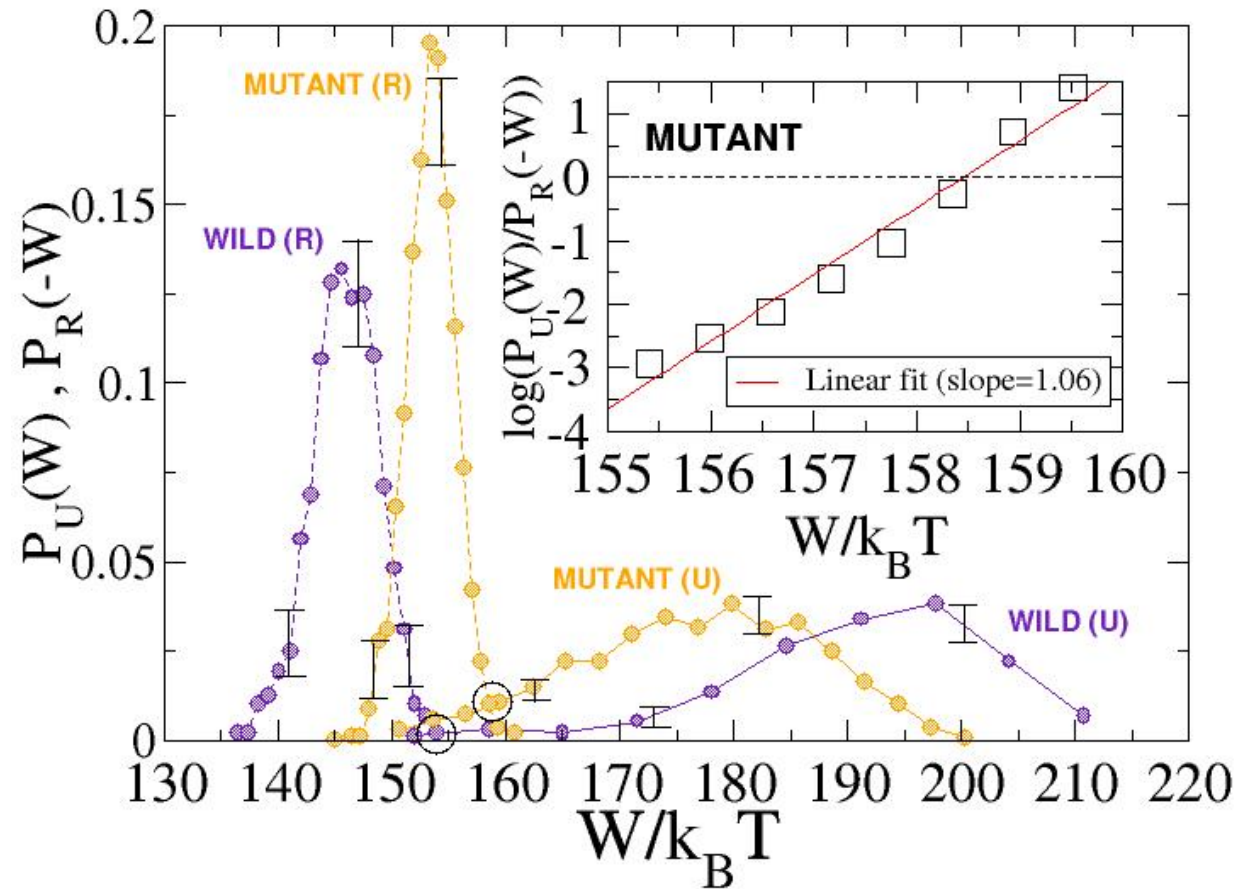 0.2
0.15
0.1
0.05
0
P_U(W) , P_R(-W)
MUTANT (R)
WILD (R)
MUTANT (U)
WILD (U)
130 140 150 160 170 180 190 200 210 220
W/k_BT
MUTANT
1
0
-1
-2
-3
-4
log(P_U(W)/P_R(-W))
Linear fit (slope=1.06)
155 156 157 158 159 160
W/k_BT